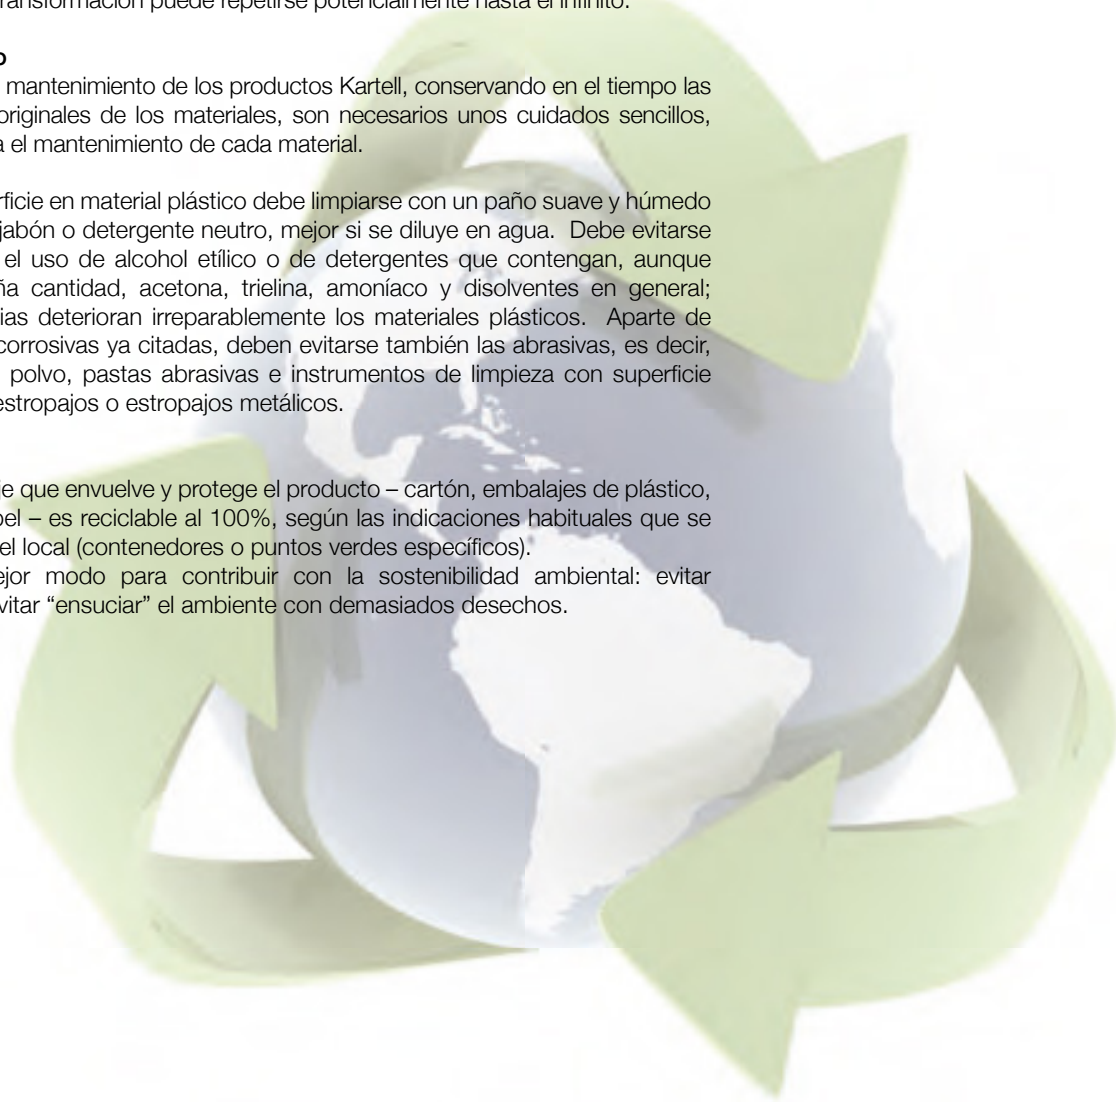 transformación puede repetirse potencialmente hasta el infinito.
mantenimiento de los productos Kartell, conservando en el tiempo las
originales de los materiales, son necesarios unos cuidados sencillos,
el mantenimiento de cada material.
en material plástico debe limpiarse con un paño suave y húmedo
jabón o detergente neutro, mejor si se diluye en agua. Debe evitarse
el uso de alcohol etílico o de detergentes que contengan, aunque
cantidad, acetona, trielina, amoníaco y disolventes en general;
deterioran irreparablemente los materiales plásticos. Aparte de
corrosivas ya citadas, deben evitarse también las abrasivas, es decir,
polvo, pastas abrasivas e instrumentos de limpieza con superficie
estropajos o estropajos metálicos.
que envuelve y protege el producto – cartón, embalajes de plástico,
– es reciclable al 100%, según las indicaciones habituales que se
el local (contenedores o puntos verdes específicos).
modo para contribuir con la sostenibilidad ambiental: evitar
"ensuciar" el ambiente con demasiados desechos.